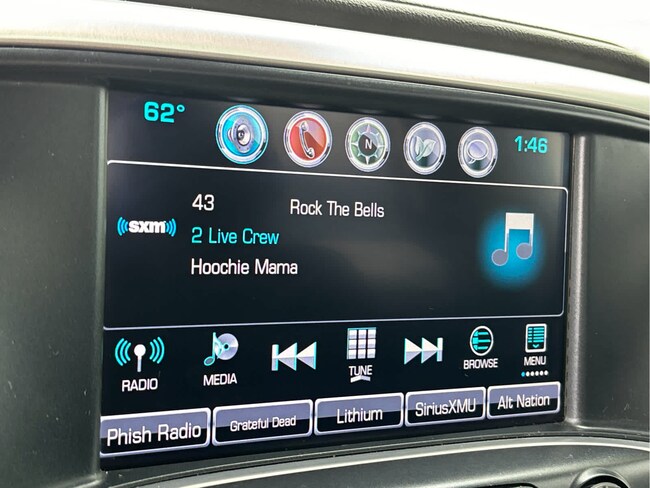 62° N 1:46
43 Rock The Bells
((sxm))
2 Live Crew
Hoochie Mama
RADIO MEDIA TUNE BROWSE MENU
Phish Radio Grateful Dead Lithium SiriusXMU Alt Nation